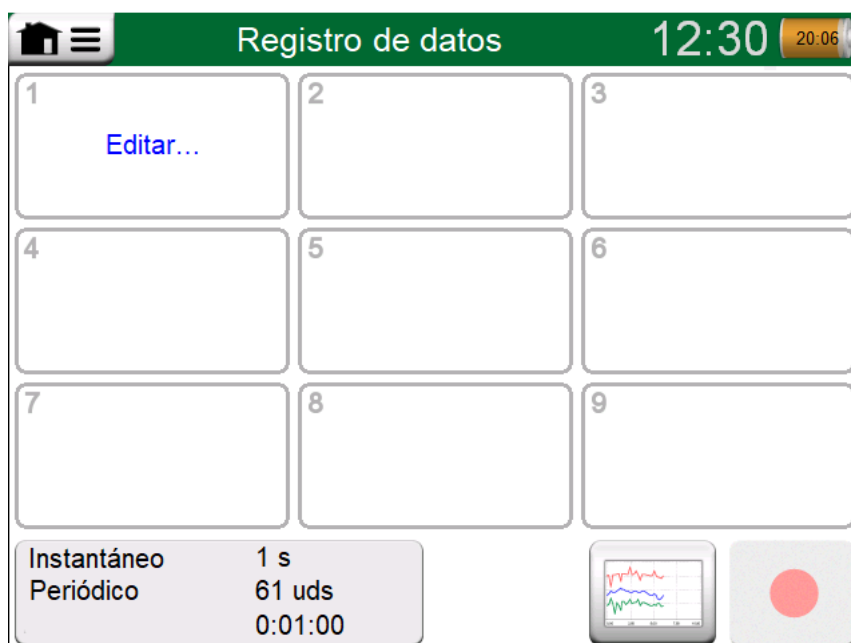 Registro de datos 12:30 20:06
1 2 3
Editar...
4 5 6
7 8 9
Instantáneo 1 s
Periódico 61 uds
0:01:00